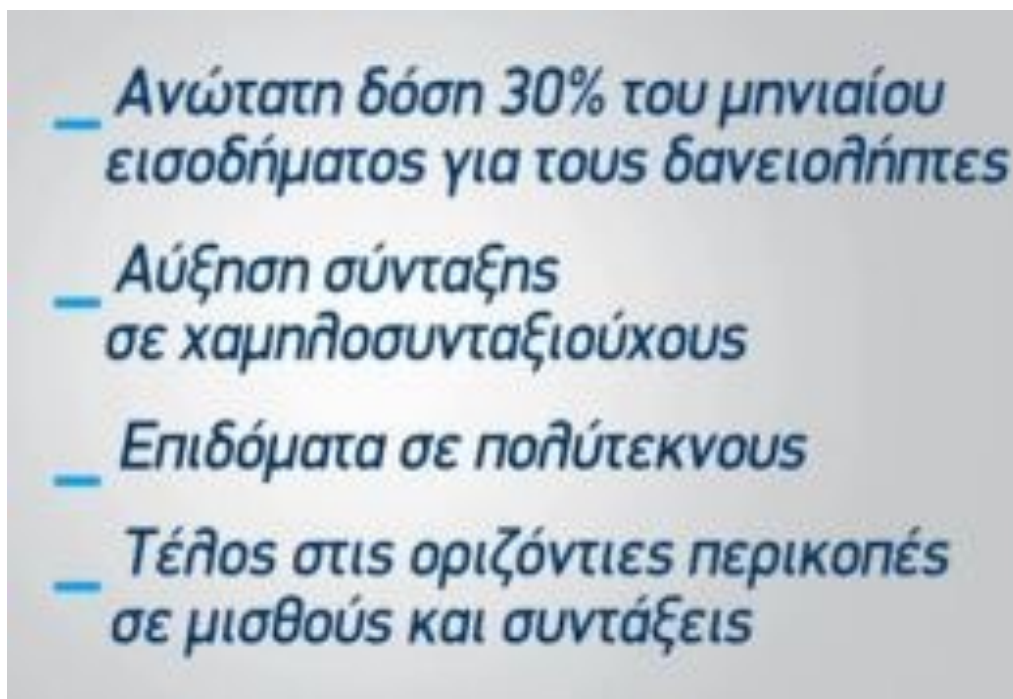 Ανώτατη δόση 30% του μηνιαίου
εισοδήματος για τους δανειολήπτες
Αύξηση σύνταξης
σε χαμηλοσυνταξιούχους
Επιδόματα σε πολύτεκνους
Τέλος στις οριζόντιες περικοπές
σε μισθούς και συντάξεις